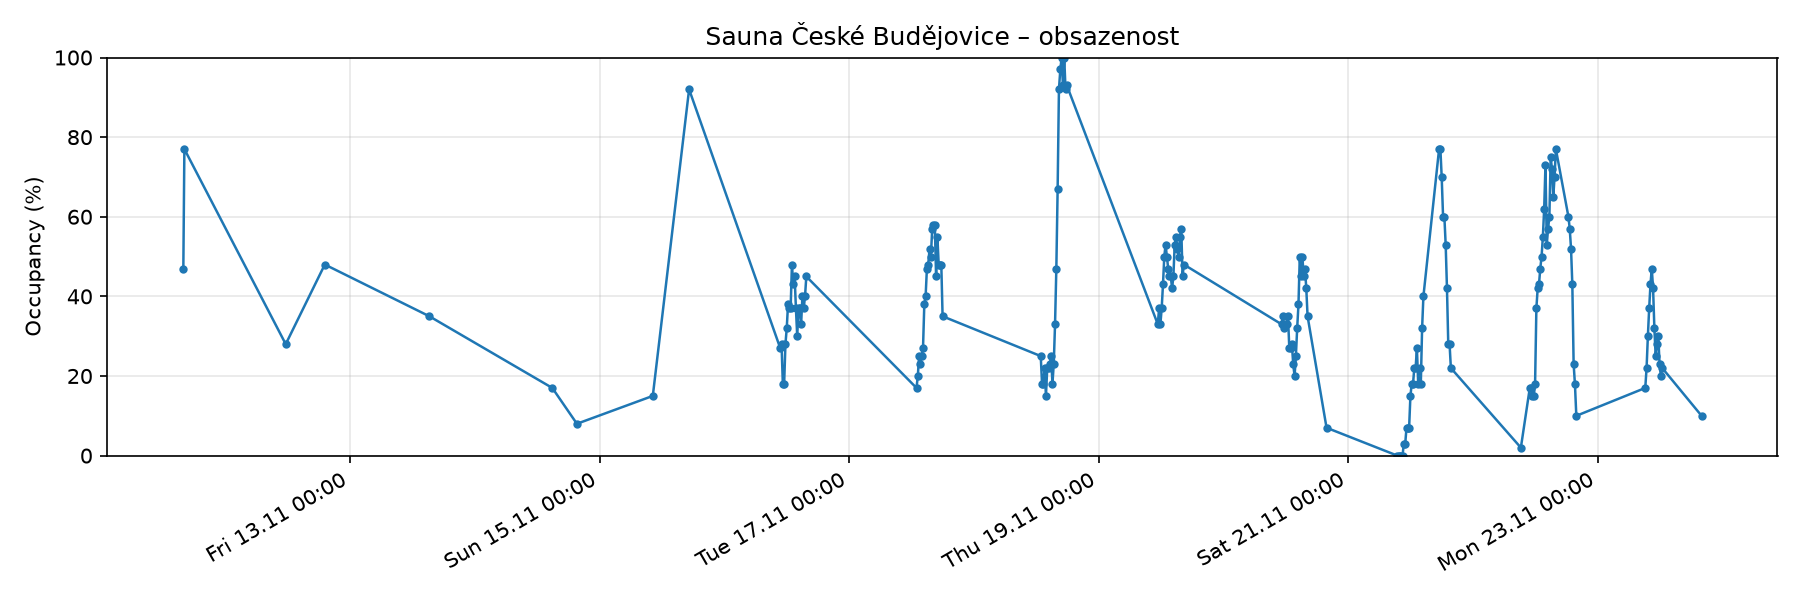 Sauna České Budějovice – obsazenost
Occupancy (%)
100
80
60
40
20
0
Fri 13.11 00:00
Sun 15.11 00:00
Tue 17.11 00:00
Thu 19.11 00:00
Sat 21.11 00:00
Mon 23.11 00:00